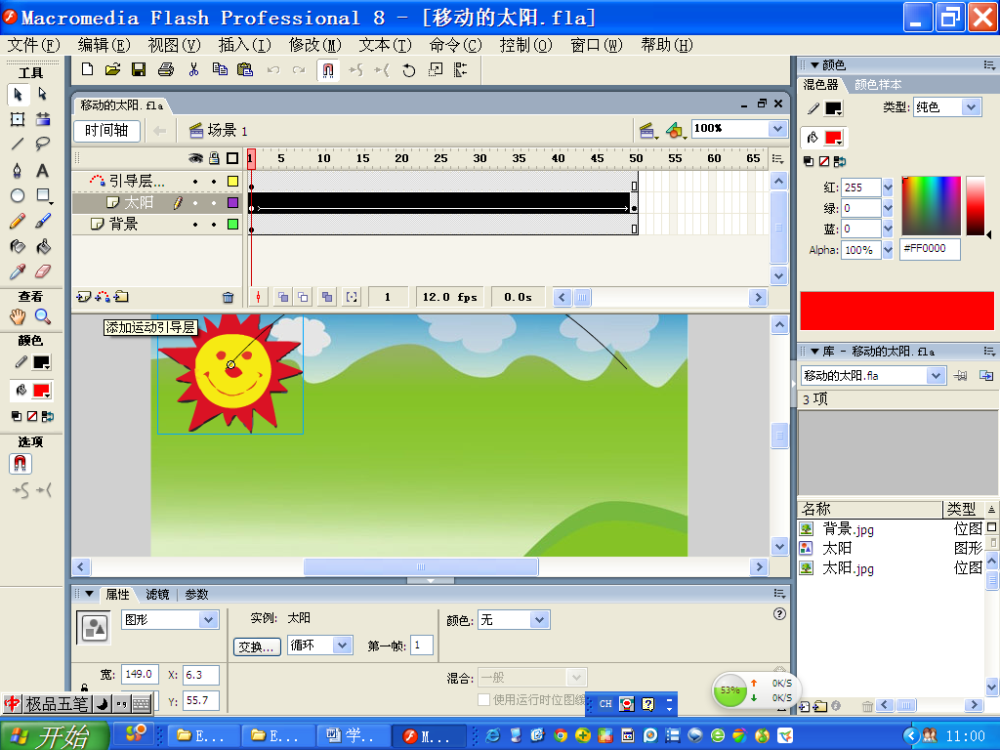 Macromedia Flash Professional 8 - [移动的太阳.fla]
文件(F) 编辑(E) 视图(V) 插入(I) 修改(M) 文本(T) 命令(C) 控制(O) 窗口(W) 帮助(H)
工具
查看
颜色
选项
移动的太阳.fla
时间轴 场景 1 100%
1 5 10 15 20 25 30 35 40 45 50 55 60 65
引导层...
太阳
背景
1 12.0 fps 0.0s
添加运动引导层
颜色
混色器 颜色样本
类型: 纯色
红: 255
绿: 0
蓝: 0
Alpha: 100% #FF0000
库 - 移动的太阳.fla
移动的太阳.fla
3 项
名称 类型
背景.jpg 位图
太阳 图形
太阳.jpg 位图
属性 滤镜 参数
图形 实例: 太阳 颜色: 无
交换... 循环 第一帧: 1
宽: 149.0 X: 6.3 混合: 一般
Y: 55.7 使用运行时位图缓
53% 0K/S
0K/S
中 极品五笔
CH
开始 E... E... 学... M... 11:00